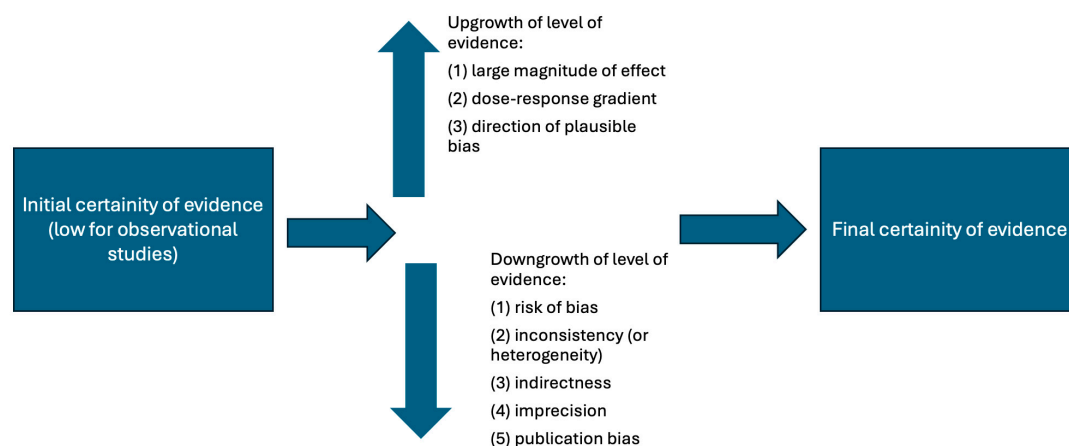 Upgrowth of level of
evidence:
(1) large magnitude of effect
(2) dose-response gradient
(3) direction of plausible
bias
Initial certainity of evidence
(low for observational
studies)
Final certainity of evidence
Downgrowth of level of
evidence:
(1) risk of bias
(2) inconsistency (or
heterogeneity)
(3) indirectness
(4) imprecision
(5) publication bias